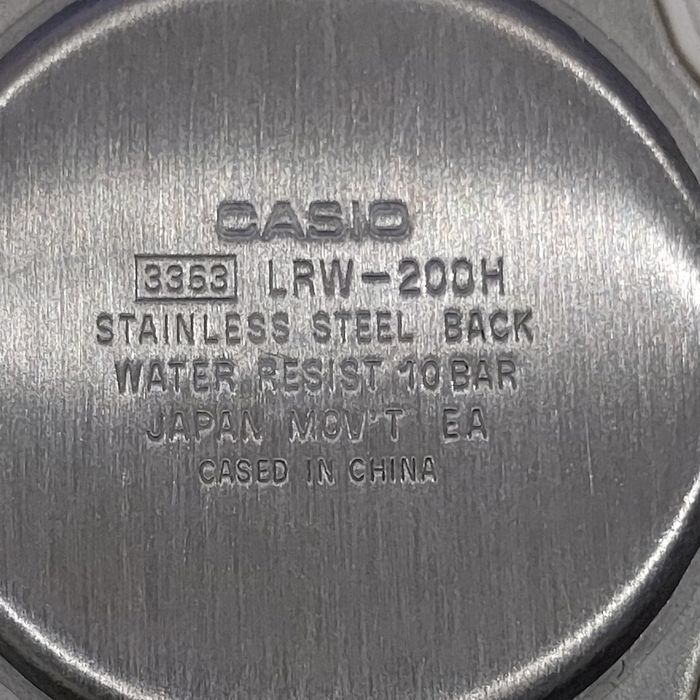 CASIO
3363 LRW-200H
STAINLESS STEEL BACK
WATER RESIST 10BAR
JAPAN MOV'T EA
CASED IN CHINA